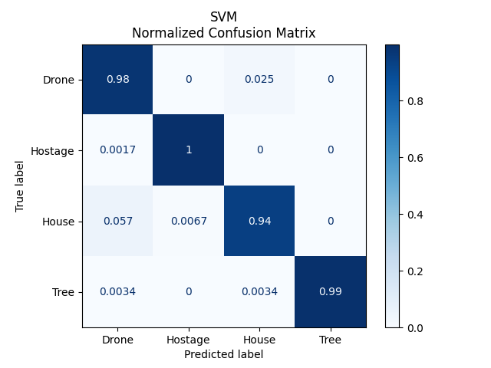 SVM
Normalized Confusion Matrix
Drone 0.98 0 0.025 0
Hostage 0.0017 1 0 0
House 0.057 0.0067 0.94 0
Tree 0.0034 0 0.0034 0.99
Drone Hostage House Tree
Predicted label
True label
0.8
0.6
0.4
0.2
0.0